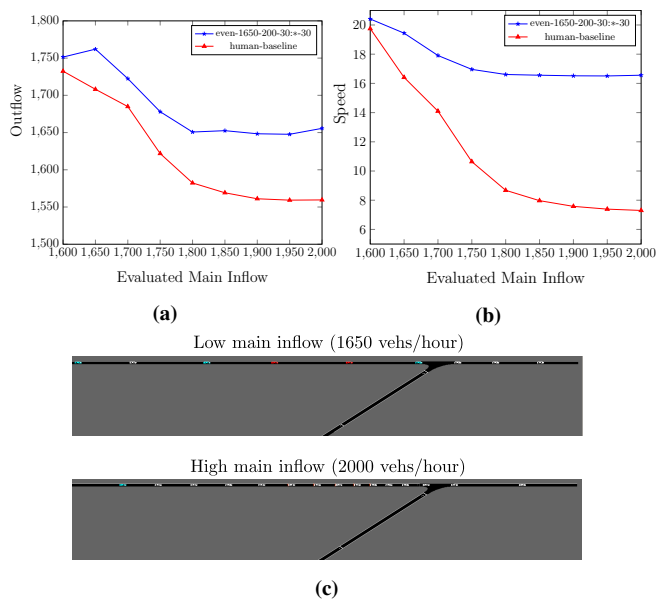 1,800
1,750
1,700
1,650
1,600
1,550
1,500
Outflow
even-1650-200-30:*-30
human-baseline
1,600 1,650 1,700 1,750 1,800 1,850 1,900 1,950 2,000
Evaluated Main Inflow
(a)
20
18
16
14
12
10
8
6
Speed
even-1650-200-30:*-30
human-baseline
1,600 1,650 1,700 1,750 1,800 1,850 1,900 1,950 2,000
Evaluated Main Inflow
(b)
Low main inflow (1650 vehs/hour)
High main inflow (2000 vehs/hour)
(c)